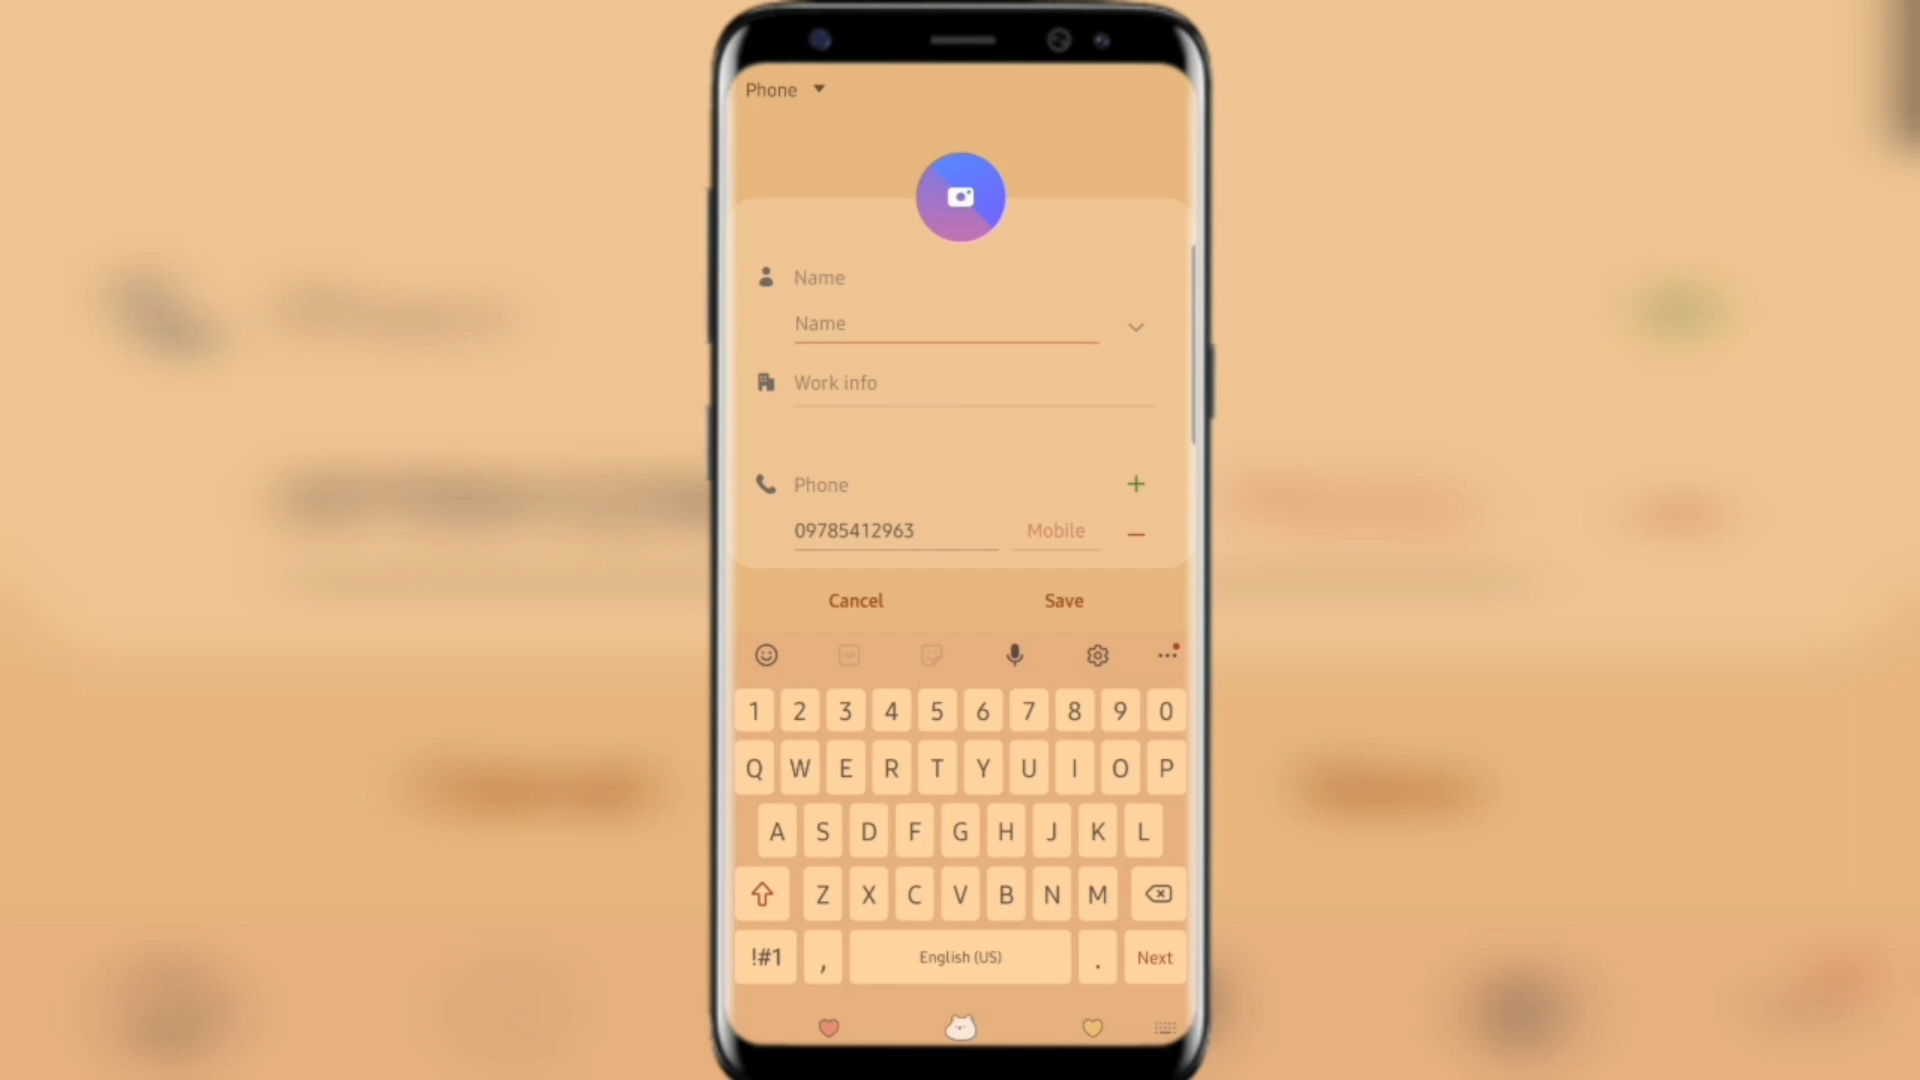 Phone
Name
Name
Work info
Phone
09785412963 Mobile
Cancel Save
1 2 3 4 5 6 7 8 9 0
Q W E R T Y U I O P
A S D F G H J K L
Z X C V B N M
!#1 , English (US) . Next